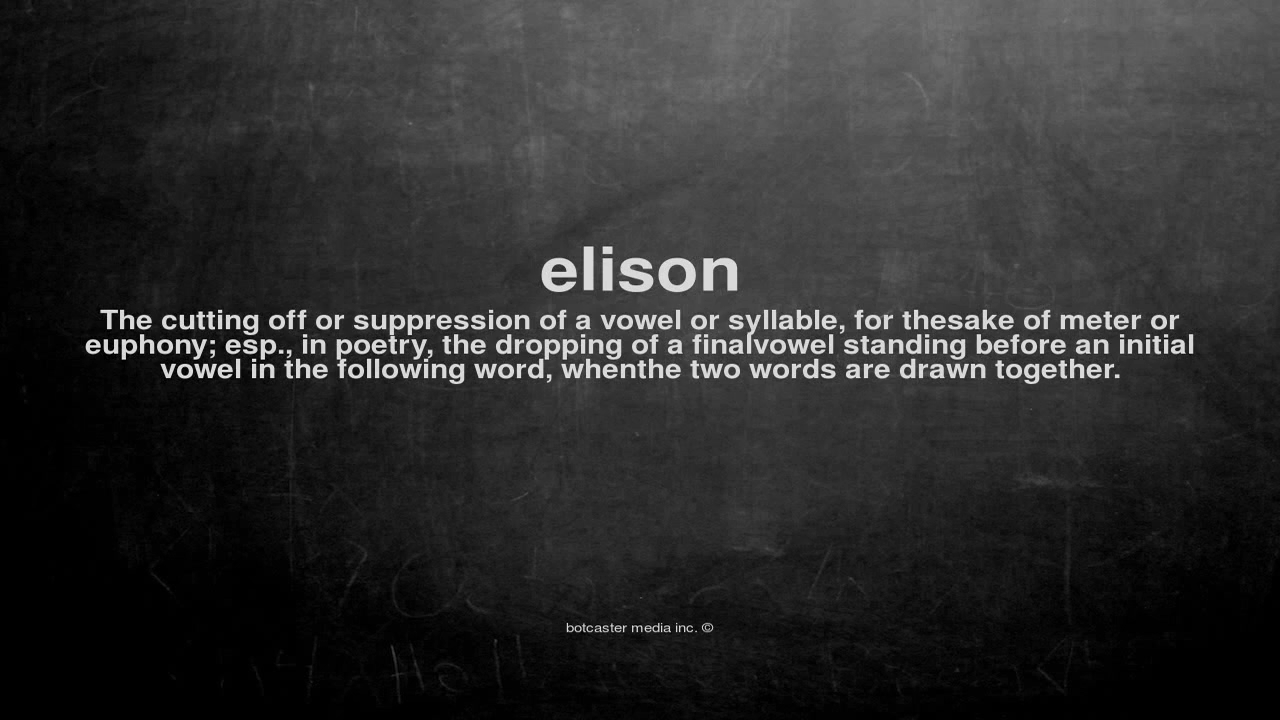 elison
The cutting off or suppression of a vowel or syllable, for thesake of meter or
euphony; esp., in poetry, the dropping of a finalvowel standing before an initial
vowel in the following word, whenthe two words are drawn together.
botcaster media inc. ©